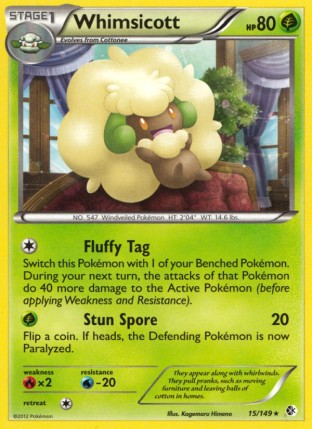 STAGE1 Whimsicott HP80
Evolves from Cottonee
NO. 547 Windveiled Pokémon HT: 2'04" WT: 14.6 lbs.
Fluffy Tag
Switch this Pokémon with 1 of your Benched Pokémon.
During your next turn, the attacks of that Pokémon
do 40 more damage to the Active Pokémon (before
applying Weakness and Resistance).
Stun Spore 20
Flip a coin. If heads, the Defending Pokémon is now
Paralyzed.
weakness resistance
×2 -20
retreat
They appear along with whirlwinds.
They pull pranks, such as moving
furniture and leaving balls of
cotton in homes.
©2012 Pokémon Illus. Kagemaru Himeno 15/149 ★